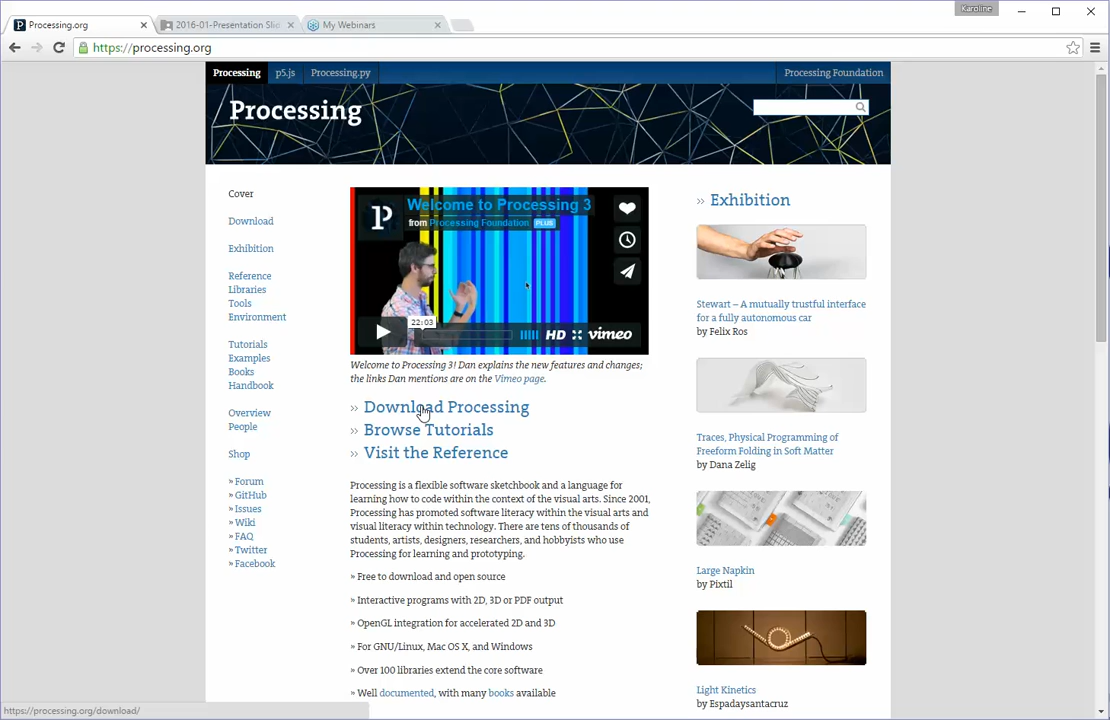 Karoline
Processing.org
2016-01-Presentation Slid
My Webinars
https://processing.org
Processing
p5.js
Processing.py
Processing Foundation
Processing
Cover
Download
Exhibition
Reference
Libraries
Tools
Environment
Tutorials
Examples
Books
Handbook
Overview
People
Shop
» Forum
» GitHub
» Issues
» Wiki
» FAQ
» Twitter
» Facebook
Welcome to Processing 3
from Processing Foundation PLUS
22:03
HD
vimeo
Welcome to Processing 3! Dan explains the new features and changes;
the links Dan mentions are on the Vimeo page.
» Download Processing
» Browse Tutorials
» Visit the Reference
Processing is a flexible software sketchbook and a language for
learning how to code within the context of the visual arts. Since 2001,
Processing has promoted software literacy within the visual arts and
visual literacy within technology. There are tens of thousands of
students, artists, designers, researchers, and hobbyists who use
Processing for learning and prototyping.
» Free to download and open source
» Interactive programs with 2D, 3D or PDF output
» OpenGL integration for accelerated 2D and 3D
» For GNU/Linux, Mac OS X, and Windows
» Over 100 libraries extend the core software
» Well documented, with many books available
» Exhibition
Stewart – A mutually trustful interface
for a fully autonomous car
by Felix Ros
Traces, Physical Programming of
Freeform Folding in Soft Matter
by Dana Zelig
Large Napkin
by Pixtil
Light Kinetics
by Espadaysantacruz
https://processing.org/download/